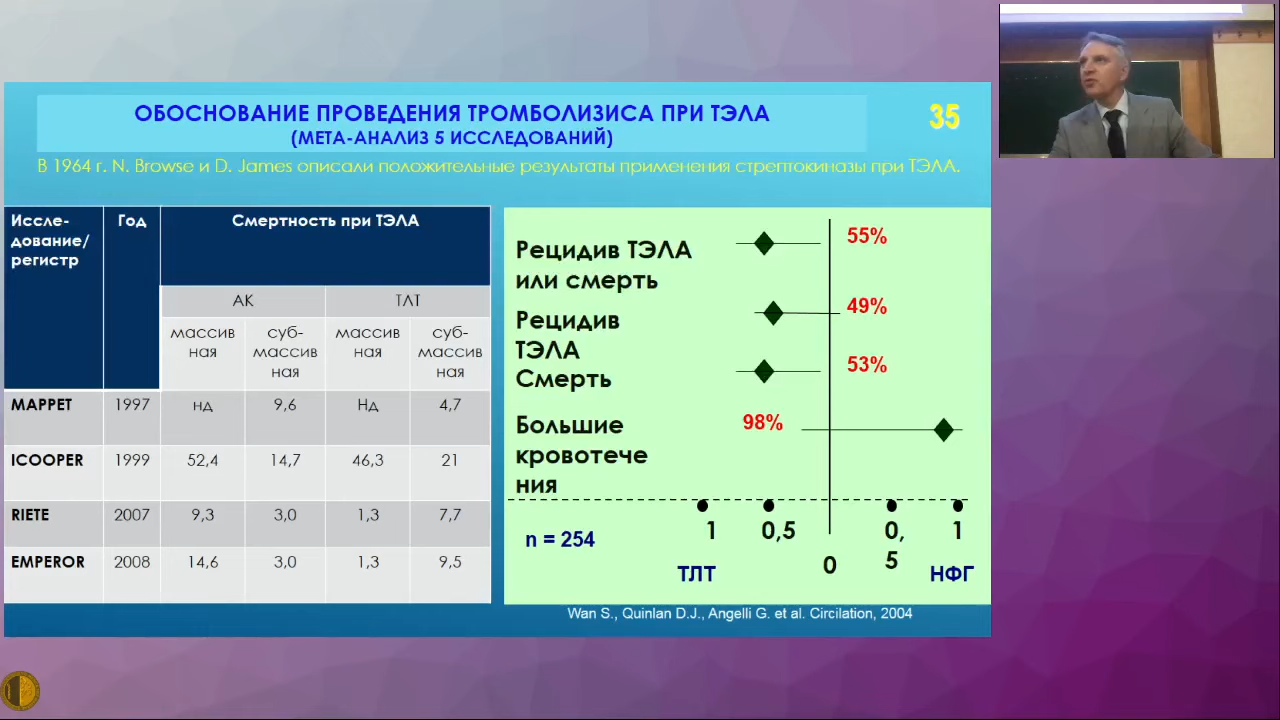 ОБОСНОВАНИЕ ПРОВЕДЕНИЯ ТРОМБОЛИЗИСА ПРИ ТЭЛА
(МЕТА-АНАЛИЗ 5 ИССЛЕДОВАНИЙ)
35
В 1964 г. N. Browse и D. James описали положительные результаты применения стрептокиназы при ТЭЛА.
Иссле-
дование/
регистр
Год
Смертность при ТЭЛА
АК
ТЛТ
массив
ная
суб-
массив
ная
массив
ная
суб-
массив
ная
MAPPET 1997 нд 9,6 Нд 4,7
ICOOPER 1999 52,4 14,7 46,3 21
RIETE 2007 9,3 3,0 1,3 7,7
EMPEROR 2008 14,6 3,0 1,3 9,5
Рецидив ТЭЛА
или смерть
55%
Рецидив
ТЭЛА
49%
Смерть
53%
Большие
кровотече
ния
98%
1 0,5 0 0,
5
1
n = 254
ТЛТ
НФГ
Wan S., Quinlan D.J., Angelli G. et al. Circilation, 2004